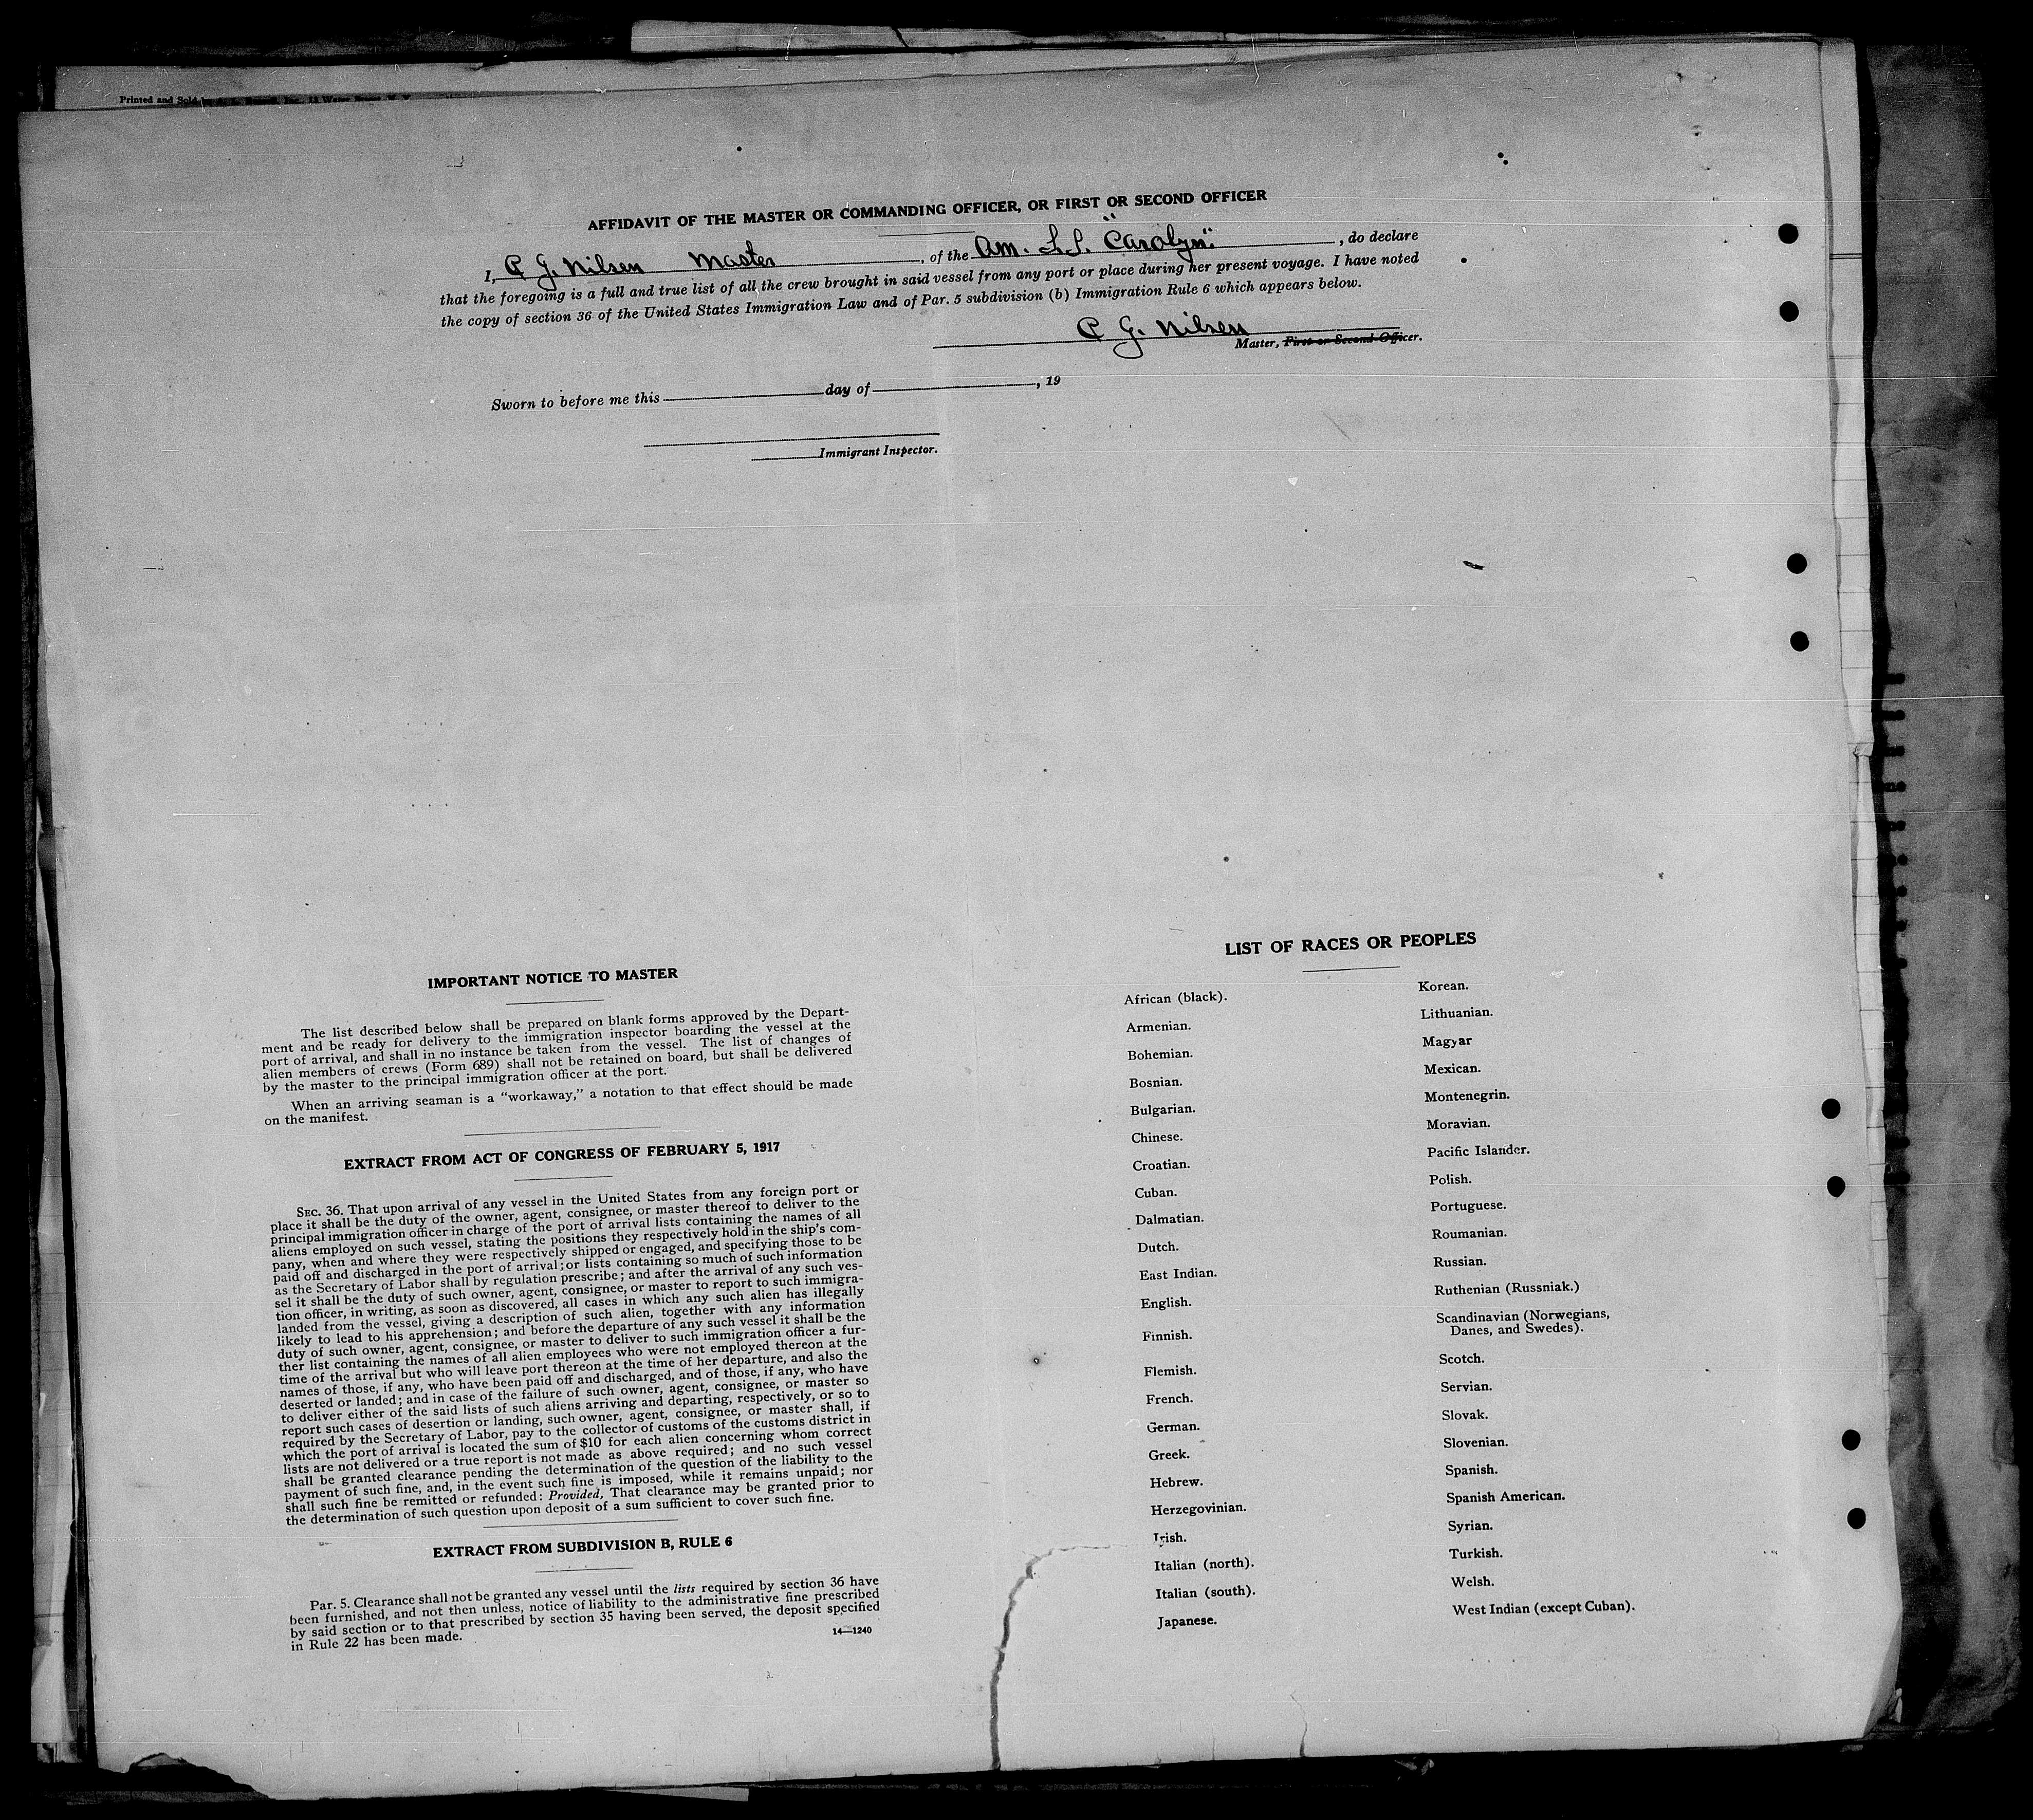 Printed and Sold by
AFFIDAVIT OF THE MASTER OR COMMANDING OFFICER, OR FIRST OR SECOND OFFICER
I, P G. Nilsen Master, of the Am. S.S. "Carolyn", do declare
that the foregoing is a full and true list of all the crew brought in said vessel from any port or place during her present voyage. I have noted
the copy of section 36 of the United States Immigration Law and of Par. 5 subdivision (b) Immigration Rule 6 which appears below.
P G. Nilsen
Master, First or Second Officer.
Sworn to before me this day of , 19
Immigrant Inspector.
IMPORTANT NOTICE TO MASTER
The list described below shall be prepared on blank forms approved by the Depart-
ment and be ready for delivery to the immigration inspector boarding the vessel at the
port of arrival, and shall in no instance be taken from the vessel. The list of changes of
alien members of crews (Form 689) shall not be retained on board, but shall be delivered
by the master to the principal immigration officer at the port.
When an arriving seaman is a "workaway," a notation to that effect should be made
on the manifest.
EXTRACT FROM ACT OF CONGRESS OF FEBRUARY 5, 1917
SEC. 36. That upon arrival of any vessel in the United States from any foreign port or
place it shall be the duty of the owner, agent, consignee, or master thereof to deliver to the
principal immigration officer in charge of the port of arrival lists containing the names of all
aliens employed on such vessel, stating the positions they respectively hold in the ship's com-
pany, when and where they were respectively shipped or engaged, and specifying those to be
paid off and discharged in the port of arrival; or lists containing so much of such information
as the Secretary of Labor shall by regulation prescribe; and after the arrival of any such ves-
sel it shall be the duty of such owner, agent, consignee, or master to report to such immigra-
tion officer, in writing, as soon as discovered, all cases in which any such alien has illegally
landed from the vessel, giving a description of such alien, together with any information
likely to lead to his apprehension; and before the departure of any such vessel it shall be the
duty of such owner, agent, consignee, or master to deliver to such immigration officer a fur-
ther list containing the names of all alien employees who were not employed thereon at the
time of the arrival but who will leave port thereon at the time of her departure, and also the
names of those, if any, who have been paid off and discharged, and of those, if any, who have
deserted or landed; and in case of the failure of such owner, agent, consignee, or master so
to deliver either of the said lists of such aliens arriving and departing, respectively, or so to
report such cases of desertion or landing, such owner, agent, consignee, or master shall, if
required by the Secretary of Labor, pay to the collector of customs of the customs district in
which the port of arrival is located the sum of $10 for each alien concerning whom correct
lists are not delivered or a true report is not made as above required; and no such vessel
shall be granted clearance pending the determination of the question of the liability to the
payment of such fine, and, in the event such fine is imposed, while it remains unpaid; nor
shall such fine be remitted or refunded: Provided, That clearance may be granted prior to
the determination of such question upon deposit of a sum sufficient to cover such fine.
EXTRACT FROM SUBDIVISION B, RULE 6
Par. 5. Clearance shall not be granted any vessel until the lists required by section 36 have
been furnished, and not then unless, notice of liability to the administrative fine prescribed
by said section or to that prescribed by section 35 having been served, the deposit specified
in Rule 22 has been made.
14—1240
LIST OF RACES OR PEOPLES
African (black).
Armenian.
Bohemian.
Bosnian.
Bulgarian.
Chinese.
Croatian.
Cuban.
Dalmatian.
Dutch.
East Indian.
English.
Finnish.
Flemish.
French.
German.
Greek.
Hebrew.
Herzegovinian.
Irish.
Italian (north).
Italian (south).
Japanese.
Korean.
Lithuanian.
Magyar
Mexican.
Montenegrin.
Moravian.
Pacific Islander.
Polish.
Portuguese.
Roumanian.
Russian.
Ruthenian (Russniak.)
Scandinavian (Norwegians,
Danes, and Swedes).
Scotch.
Servian.
Slovak.
Slovenian.
Spanish.
Spanish American.
Syrian.
Turkish.
Welsh.
West Indian (except Cuban).